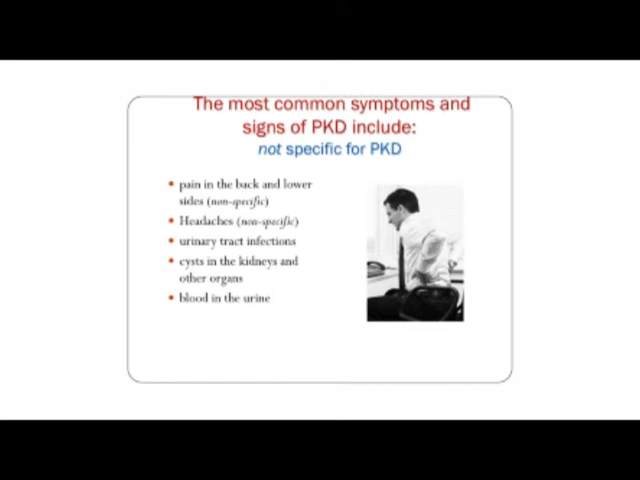 The most common symptoms and
signs of PKD include:
not specific for PKD
• pain in the back and lower
sides (non-specific)
• Headaches (non-specific)
• urinary tract infections
• cysts in the kidneys and
other organs
• blood in the urine